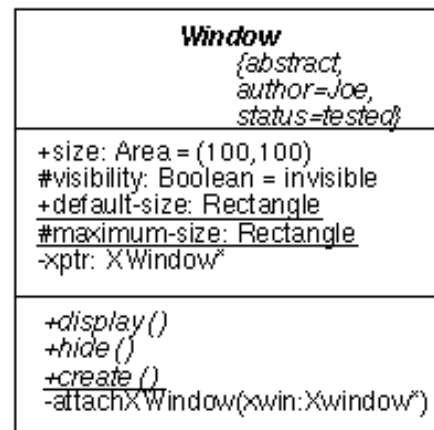 Window
{abstract,
author=Joe,
status=tested}
+size: Area = (100,100)
#visibility: Boolean = invisible
+default-size: Rectangle
#maximum-size: Rectangle
-xptr: XWindow*
+display ()
+hide ()
+create ()
-attachXWindow(xwin:Xwindow*)